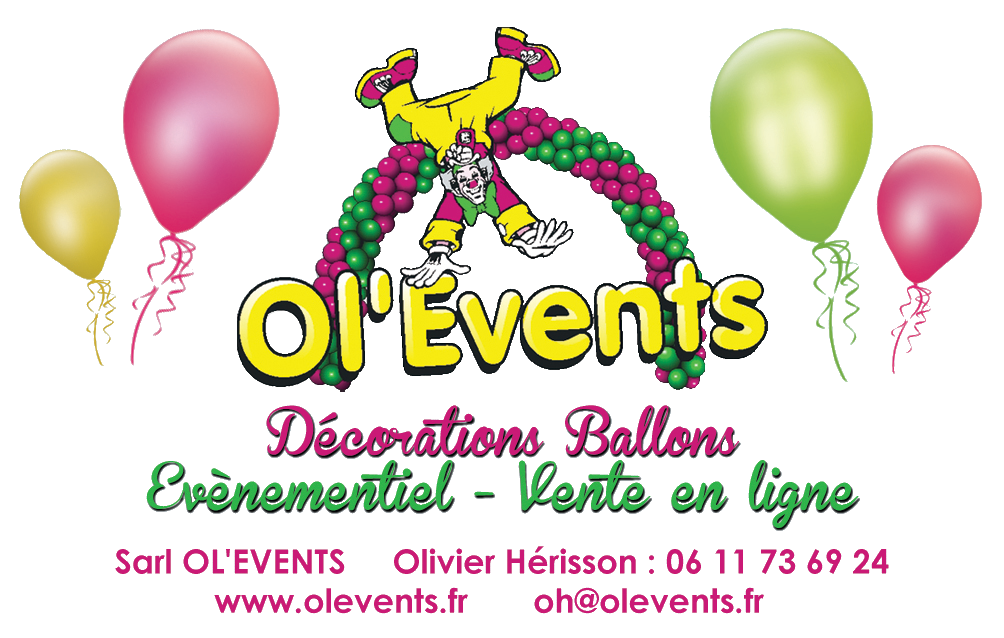 Ol'Events
Décorations Ballons
Evènementiel - Vente en ligne
Sarl OL'EVENTS Olivier Hérisson : 06 11 73 69 24
www.olevents.fr oh@olevents.fr